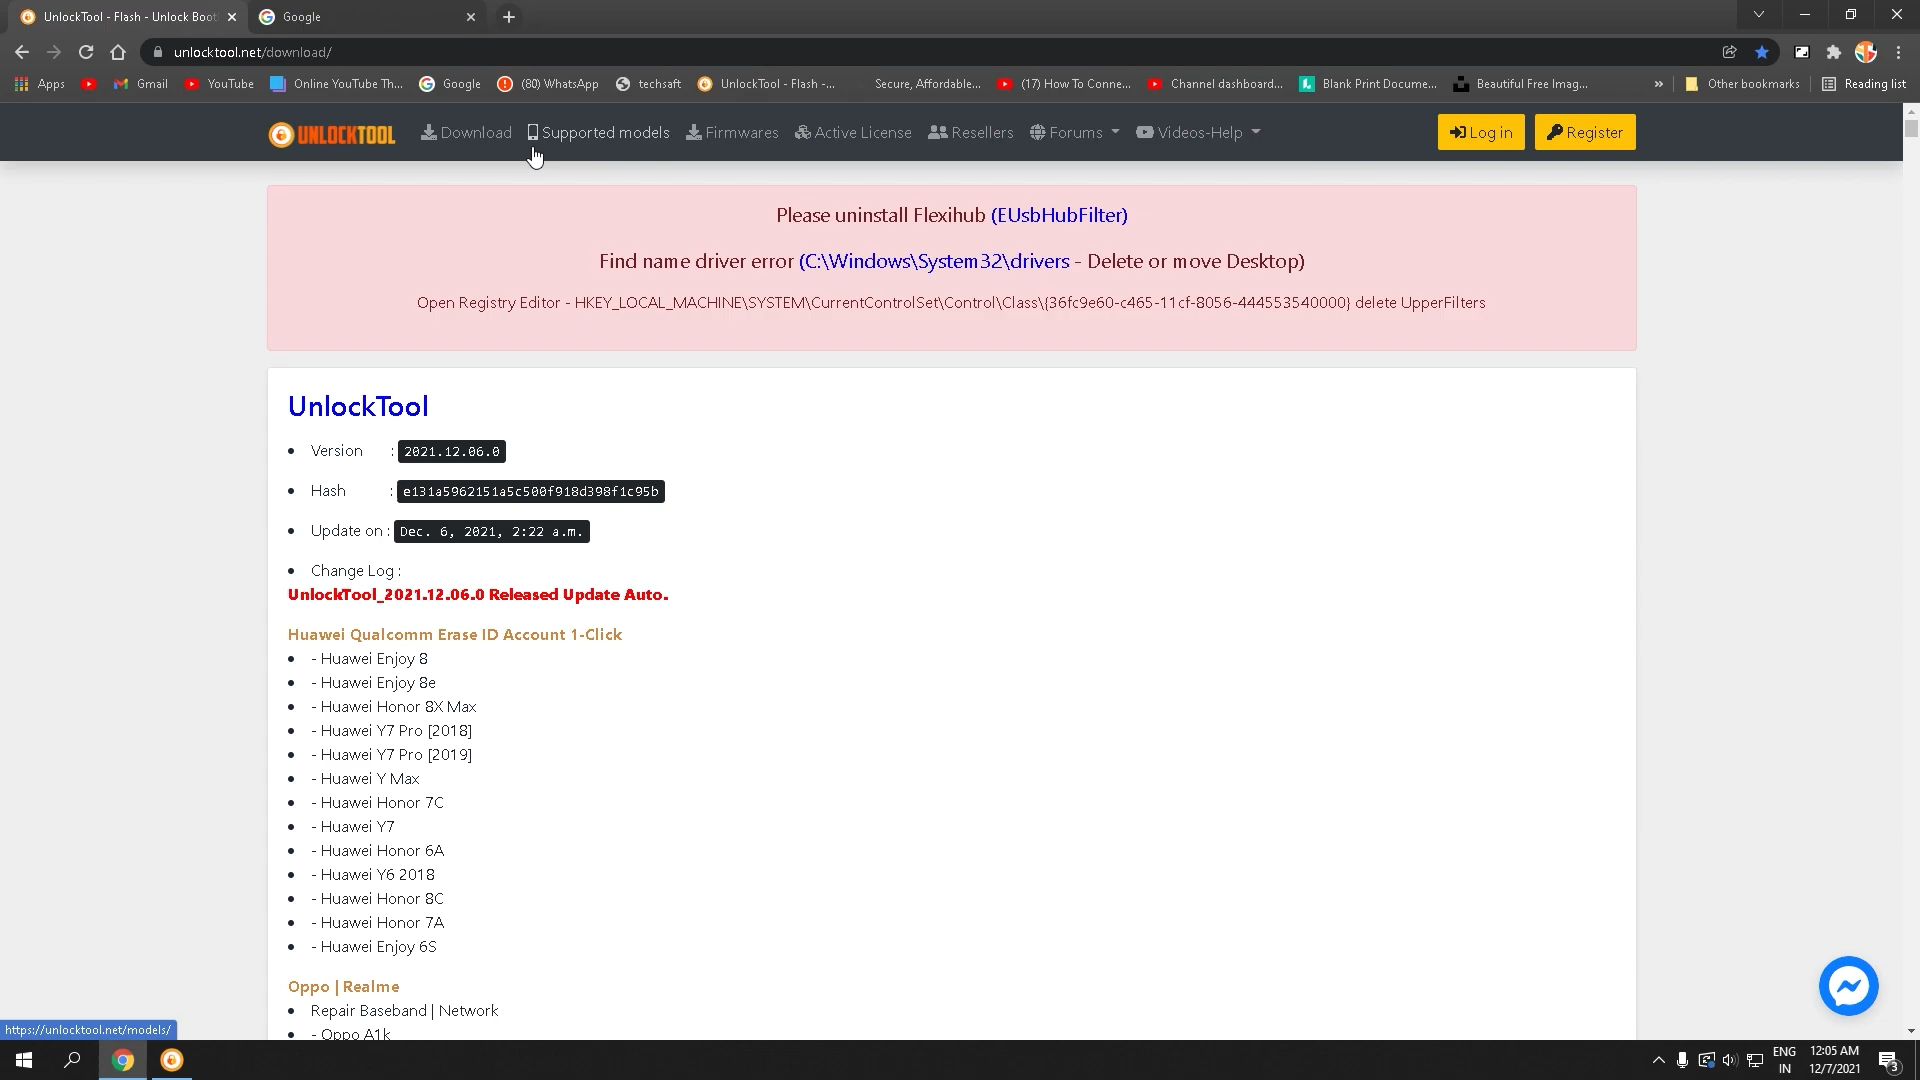 UnlockTool - Flash - Unlock Boot
Google
unlocktool.net/download/
Apps
Gmail
YouTube
Online YouTube Th...
Google
(80) WhatsApp
techsaft
UnlockTool - Flash -...
Secure, Affordable...
(17) How To Conne...
Channel dashboard...
Blank Print Docume...
Beautiful Free Imag...
»
Other bookmarks
Reading list
UNLOCKTOOL
Download
Supported models
Firmwares
Active License
Resellers
Forums
Videos-Help
Log in
Register
Please uninstall Flexihub (EUsbHubFilter)
Find name driver error (C:\Windows\System32\drivers - Delete or move Desktop)
Open Registry Editor - HKEY_LOCAL_MACHINE\SYSTEM\CurrentControlSet\Control\Class\{36fc9e60-c465-11cf-8056-444553540000} delete UpperFilters
UnlockTool
Version : 2021.12.06.0
Hash : e131a5962151a5c500f918d398f1c95b
Update on : Dec. 6, 2021, 2:22 a.m.
Change Log :
UnlockTool_2021.12.06.0 Released Update Auto.
Huawei Qualcomm Erase ID Account 1-Click
- Huawei Enjoy 8
- Huawei Enjoy 8e
- Huawei Honor 8X Max
- Huawei Y7 Pro [2018]
- Huawei Y7 Pro [2019]
- Huawei Y Max
- Huawei Honor 7C
- Huawei Y7
- Huawei Honor 6A
- Huawei Y6 2018
- Huawei Honor 8C
- Huawei Honor 7A
- Huawei Enjoy 6S
Oppo | Realme
Repair Baseband | Network
- Oppo A1k
https://unlocktool.net/models/
ENG
IN
12:05 AM
12/7/2021
3